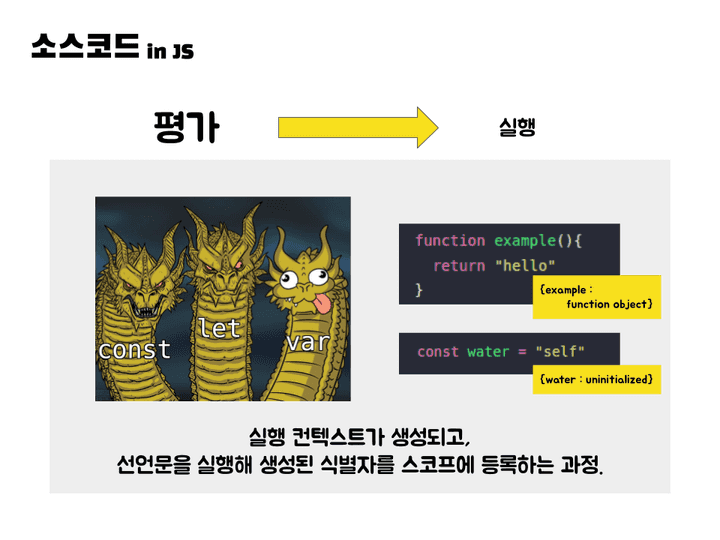 소스코드 in JS
평가
실행
const
let
var
function example(){
return "hello"
}
{example :
function object}
const water = "self"
{water : uninitialized}
실행 컨텍스트가 생성되고,
선언문을 실행해 생성된 식별자를 스코프에 등록하는 과정.